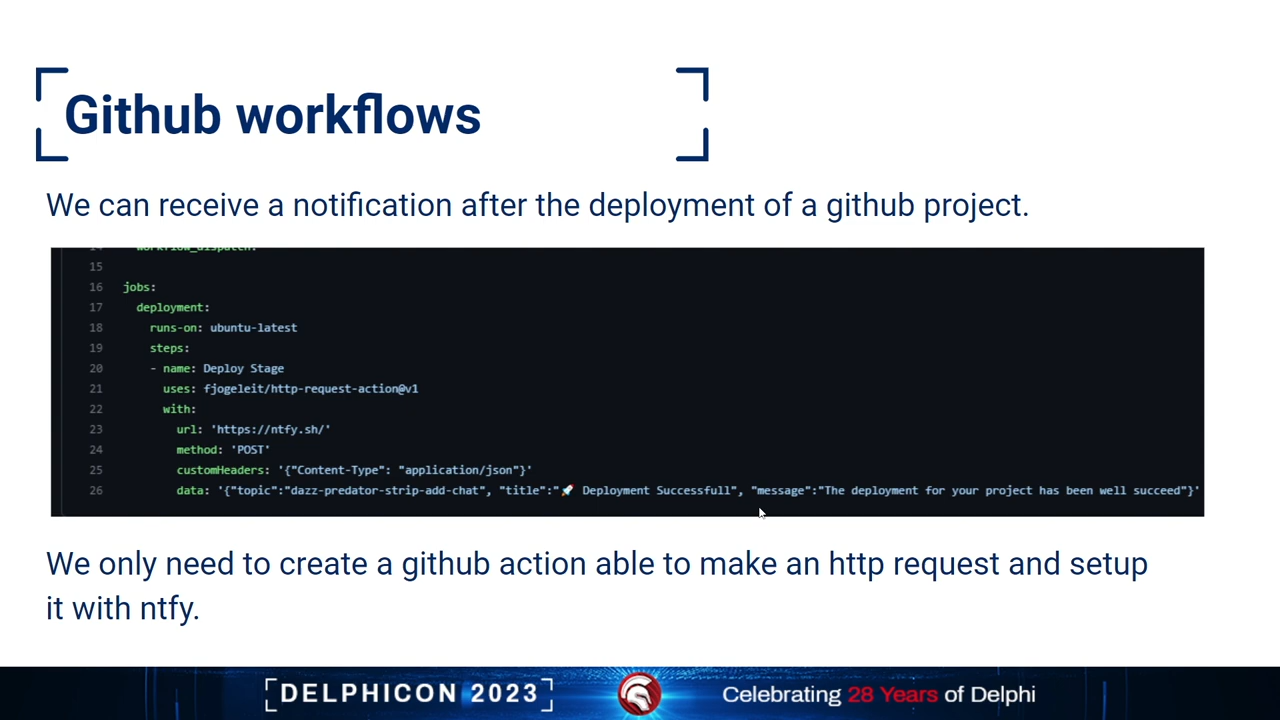 Github workflows
We can receive a notification after the deployment of a github project.
14 workflow_dispatch:
15
16 jobs:
17 deployment:
18 runs-on: ubuntu-latest
19 steps:
20 - name: Deploy Stage
21 uses: fjogeleit/http-request-action@v1
22 with:
23 url: 'https://ntfy.sh/'
24 method: 'POST'
25 customHeaders: '{"Content-Type": "application/json"}'
26 data: '{"topic":"dazz-predator-strip-add-chat", "title":"🚀 Deployment Successfull", "message":"The deployment for your project has been well succeed"}'
We only need to create a github action able to make an http request and setup
it with ntfy.
DELPHICON 2023
Celebrating 28 Years of Delphi